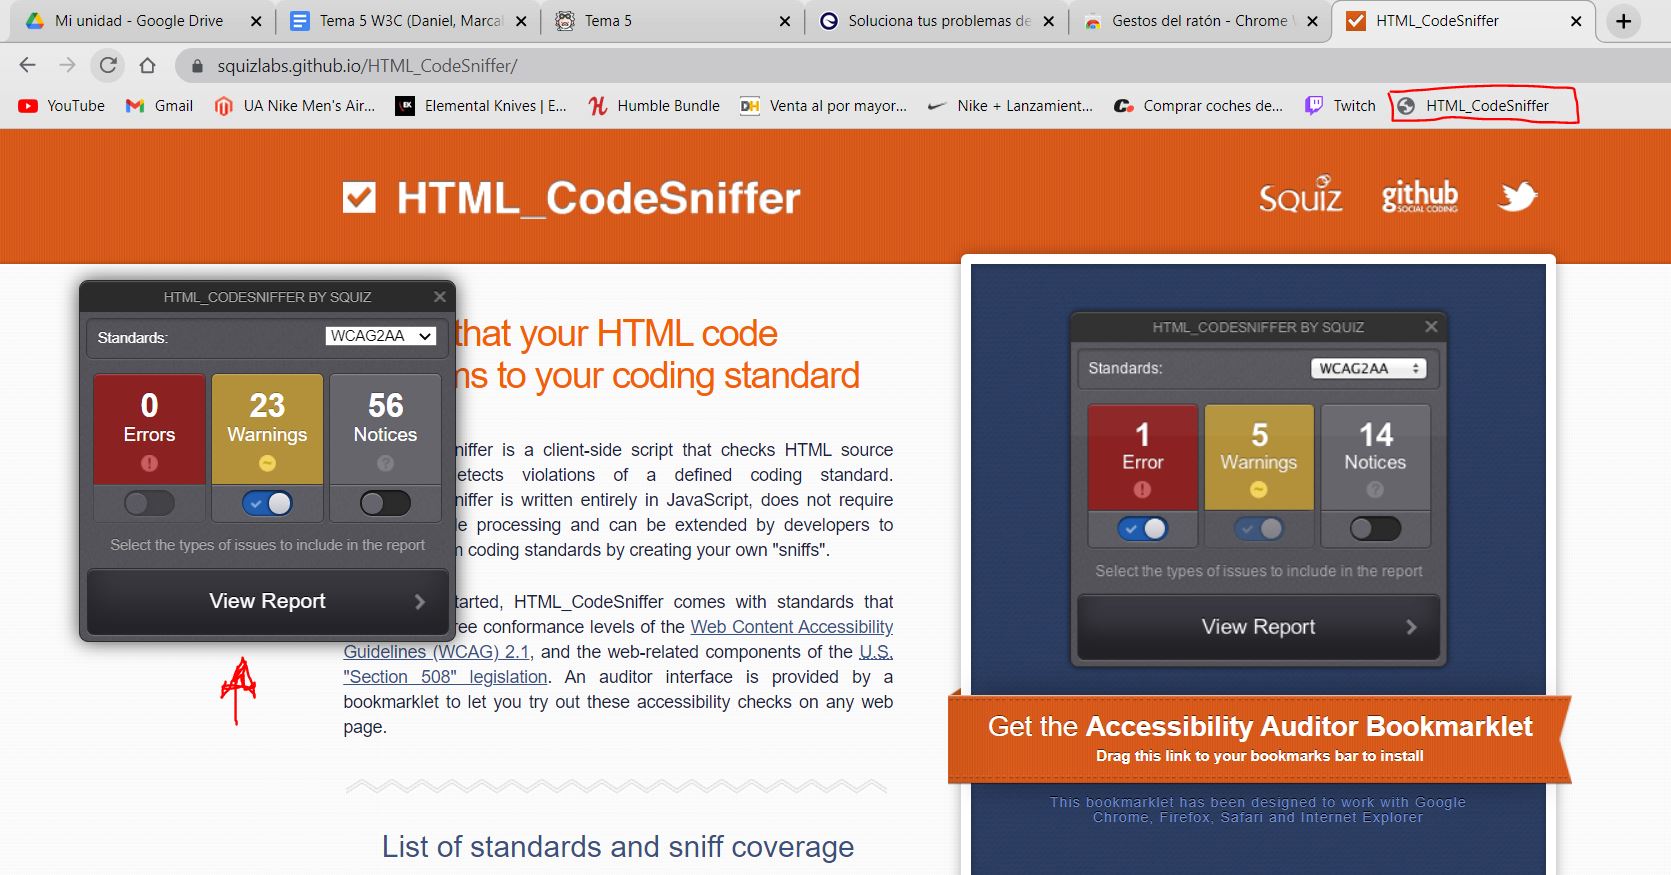 Mi unidad - Google Drive
Tema 5 W3C (Daniel, Marcal
Tema 5
Soluciona tus problemas de
Gestos del ratón - Chrome
HTML_CodeSniffer
squizlabs.github.io/HTML_CodeSniffer/
YouTube
Gmail
UA Nike Men's Air...
EK
Elemental Knives | E...
Humble Bundle
DH
Venta al por mayor...
Nike + Lanzamient...
Comprar coches de...
Twitch
HTML_CodeSniffer
HTML_CodeSniffer
SQUIZ
github
SOCIAL CODING
HTML_CODESNIFFER BY SQUIZ
Standards:
WCAG2AA
0
Errors
23
Warnings
56
Notices
Select the types of issues to include in the report
View Report
that your HTML code
ms to your coding standard
niffer is a client-side script that checks HTML source
etects violations of a defined coding standard.
niffer is written entirely in JavaScript, does not require
le processing and can be extended by developers to
n coding standards by creating your own "sniffs".
tarted, HTML_CodeSniffer comes with standards that
ree conformance levels of the Web Content Accessibility
Guidelines (WCAG) 2.1, and the web-related components of the U.S.
"Section 508" legislation. An auditor interface is provided by a
bookmarklet to let you try out these accessibility checks on any web
page.
List of standards and sniff coverage
HTML_CODESNIFFER BY SQUIZ
Standards:
WCAG2AA
1
Error
5
Warnings
14
Notices
Select the types of issues to include in the report
View Report
Get the Accessibility Auditor Bookmarklet
Drag this link to your bookmarks bar to install
This bookmarklet has been designed to work with Google
Chrome, Firefox, Safari and Internet Explorer